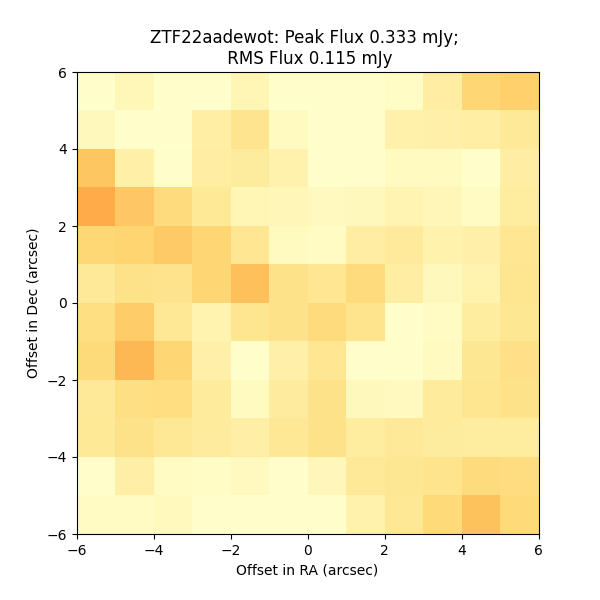 ZTF22aadewot: Peak Flux 0.333 mJy;
RMS Flux 0.115 mJy
6
4
2
0
−2
−4
−6
Offset in Dec (arcsec)
−6 −4 −2 0 2 4 6
Offset in RA (arcsec)